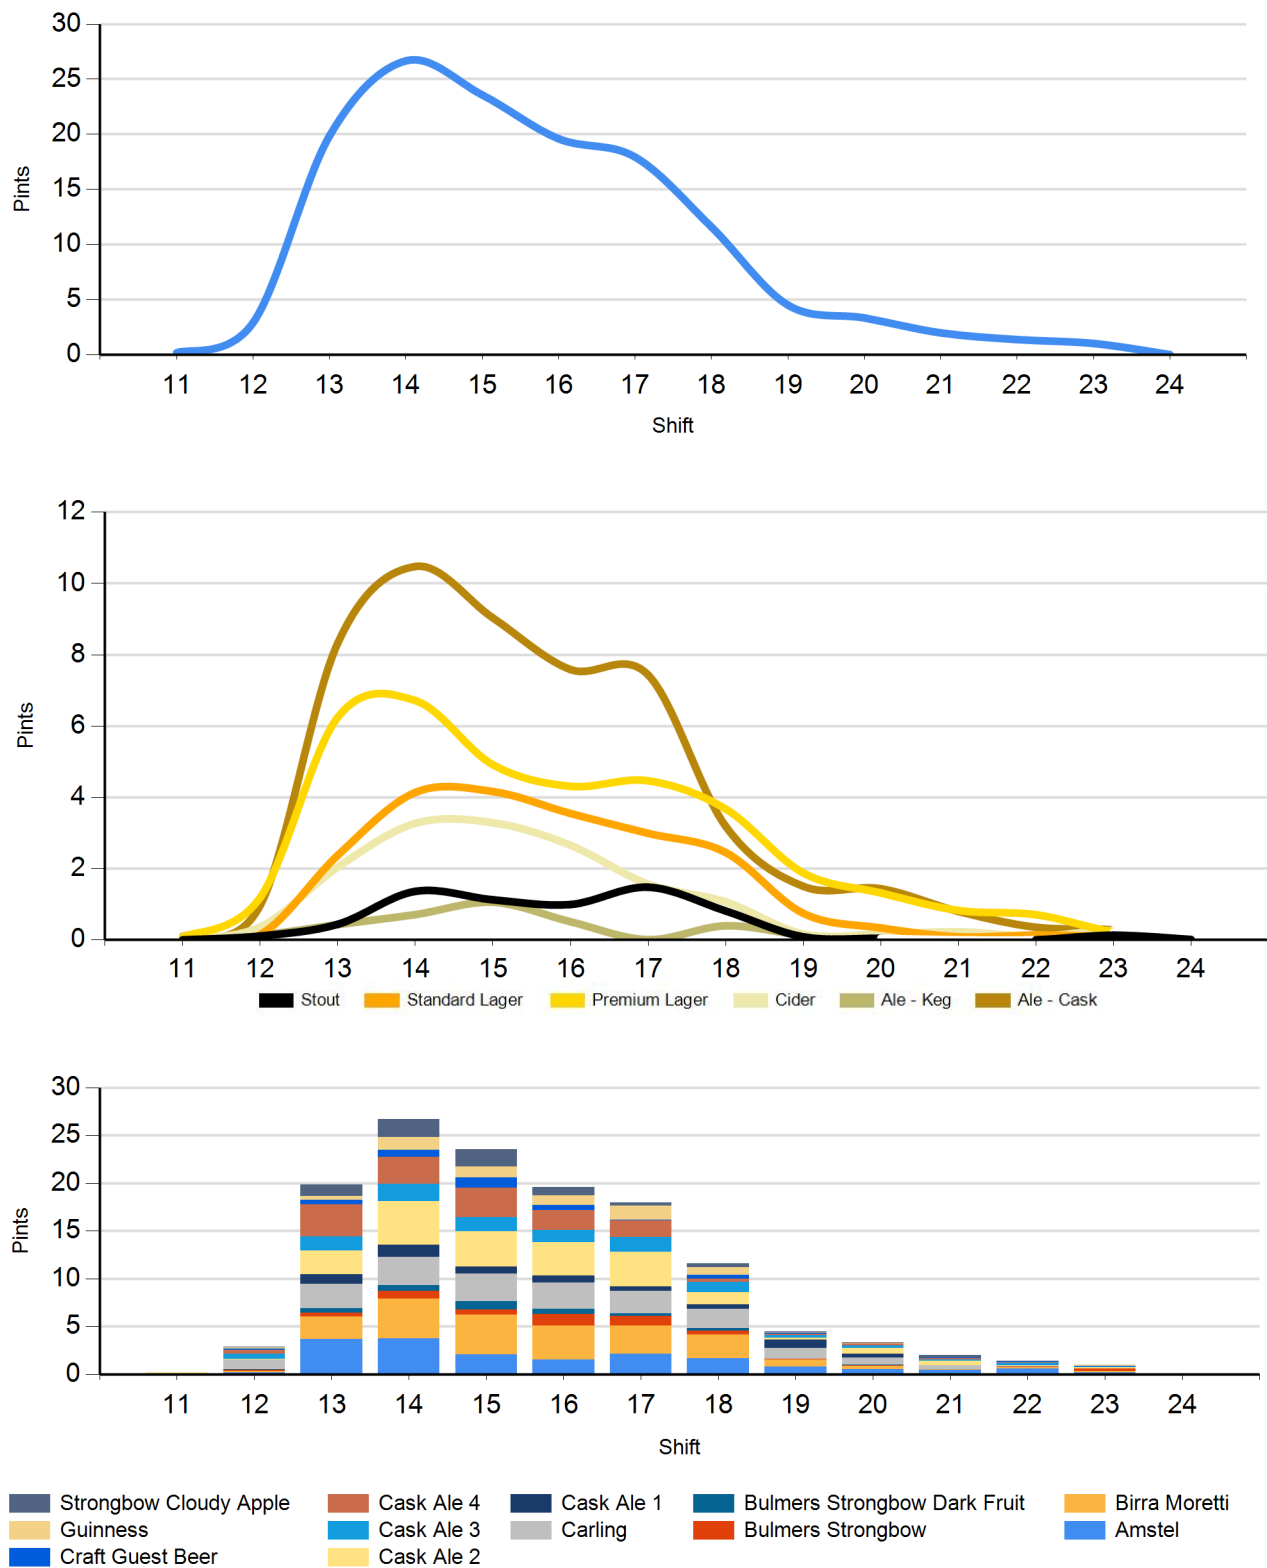 30
25
20
15
10
5
0
Pints
11 12 13 14 15 16 17 18 19 20 21 22 23 24
Shift
12
10
8
6
4
2
0
Pints
11 12 13 14 15 16 17 18 19 20 21 22 23 24
Stout Standard Lager Premium Lager Cider Ale - Keg Ale - Cask
30
25
20
15
10
5
0
Pints
11 12 13 14 15 16 17 18 19 20 21 22 23 24
Shift
Strongbow Cloudy Apple Cask Ale 4 Cask Ale 1 Bulmers Strongbow Dark Fruit Birra Moretti
Guinness Cask Ale 3 Carling Bulmers Strongbow Amstel
Craft Guest Beer Cask Ale 2